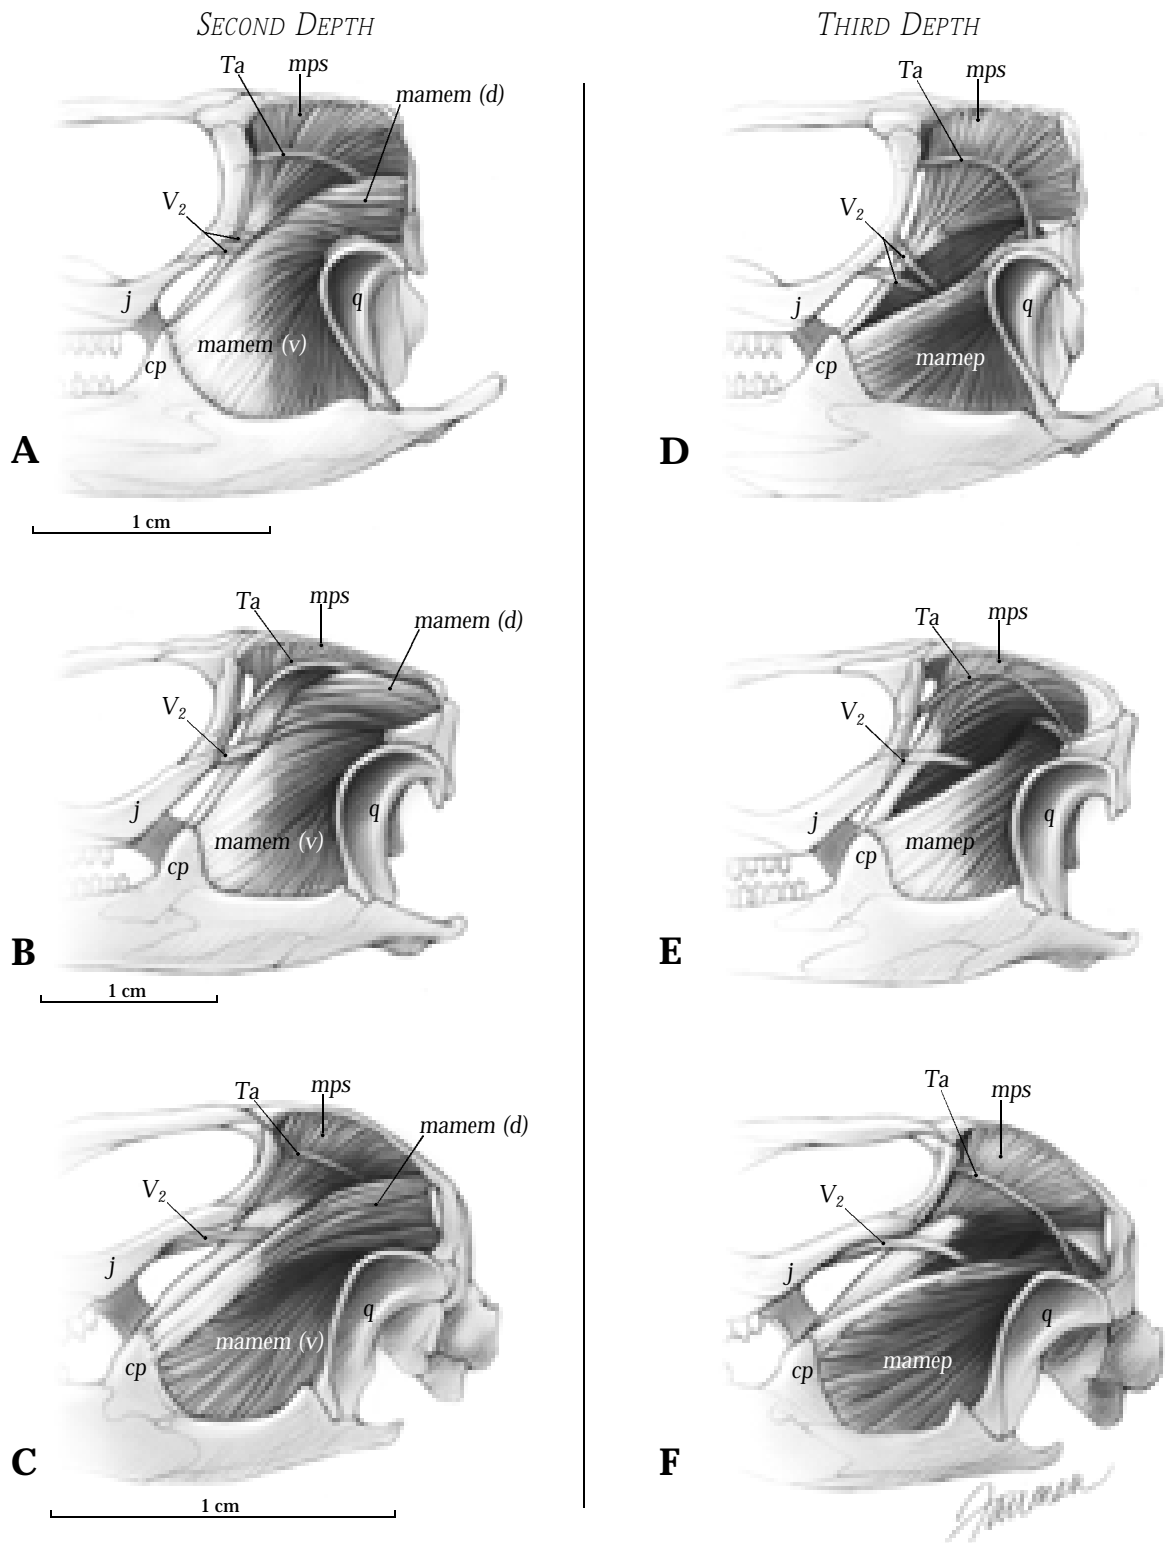 SECOND DEPTH
Ta
mps
mamem (d)
V2
j
q
mamem (v)
cp
A
1 cm
Ta
mps
mamem (d)
V2
j
q
mamem (v)
cp
B
1 cm
Ta
mps
mamem (d)
V2
j
q
mamem (v)
cp
C
1 cm
THIRD DEPTH
Ta
mps
V2
j
q
mamep
cp
D
Ta
mps
V2
j
q
mamep
cp
E
Ta
mps
V2
j
q
mamep
cp
F